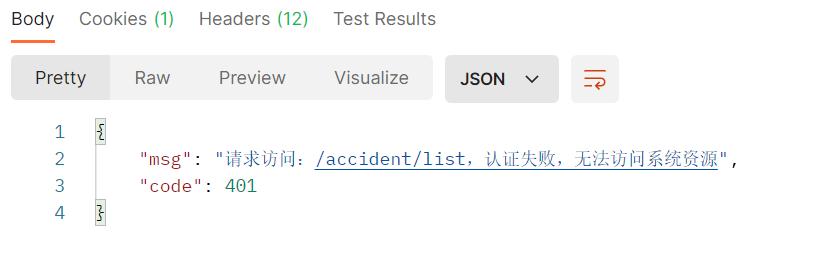 Body Cookies (1) Headers (12) Test Results
Pretty Raw Preview Visualize JSON
1 {
2 "msg": "请求访问：/accident/list，认证失败，无法访问系统资源",
3 "code": 401
4 }